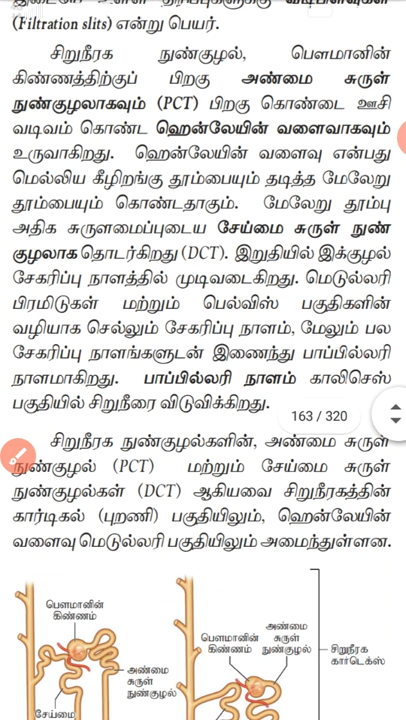 (Filtration slits) என்று பெயர்.
சிறுநீரக நுண்குழல், பௌமானின்
கிண்ணத்திற்குப் பிறகு அண்மை சுருள்
நுண்குழலாகவும் (PCT) பிறகு கொண்டை ஊசி
வடிவம் கொண்ட ஹென்லேயின் வளைவாகவும்
உருவாகிறது. ஹென்லேயின் வளைவு என்பது
மெல்லிய கீழிறங்கு தூம்பையும் தடித்த மேலேறு
தூம்பையும் கொண்டதாகும். மேலேறு தூம்பு
அதிக சுருளமைப்புடைய சேய்மை சுருள் நுண்
குழலாக தொடர்கிறது (DCT). இறுதியில் இக்குழல்
சேகரிப்பு நாளத்தில் முடிவடைகிறது. மெடுல்லரி
பிரமிடுகள் மற்றும் பெல்விஸ் பகுதிகளின்
வழியாக செல்லும் சேகரிப்பு நாளம், மேலும் பல
சேகரிப்பு நாளங்களுடன் இணைந்து பாப்பில்லரி
நாளமாகிறது. பாப்பில்லரி நாளம் காலிசெஸ்
பகுதியில் சிறுநீரை விடுவிக்கிறது.
163 / 320
சிறுநீரக நுண்குழல்களின், அண்மை சுருள்
நுண்குழல் (PCT) மற்றும் சேய்மை சுருள்
நுண்குழல்கள் (DCT) ஆகியவை சிறுநீரகத்தின்
கார்டிகல் (புறணி) பகுதியிலும், ஹென்லேயின்
வளைவு மெடுல்லரி பகுதியிலும் அமைந்துள்ளன.
பௌமானின்
கிண்ணம்
அண்மை
சுருள்
நுண்குழல்
சேய்மை
பௌமானின்
கிண்ணம்
அண்மை
சுருள்
நுண்குழல்
சிறுநீரக
கார்டெக்ஸ்